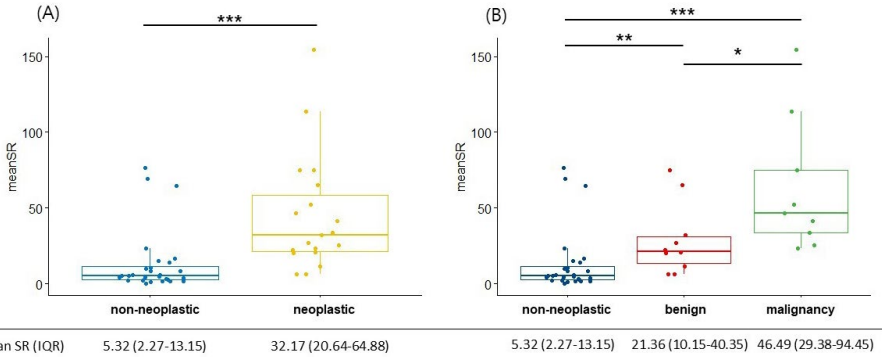 (A)
***
150
100
50
0
meanSR
non-neoplastic neoplastic
(B)
***
** *
150
100
50
0
meanSR
non-neoplastic benign malignancy
an SR (IQR) 5.32 (2.27-13.15) 32.17 (20.64-64.88) 5.32 (2.27-13.15) 21.36 (10.15-40.35) 46.49 (29.38-94.45)